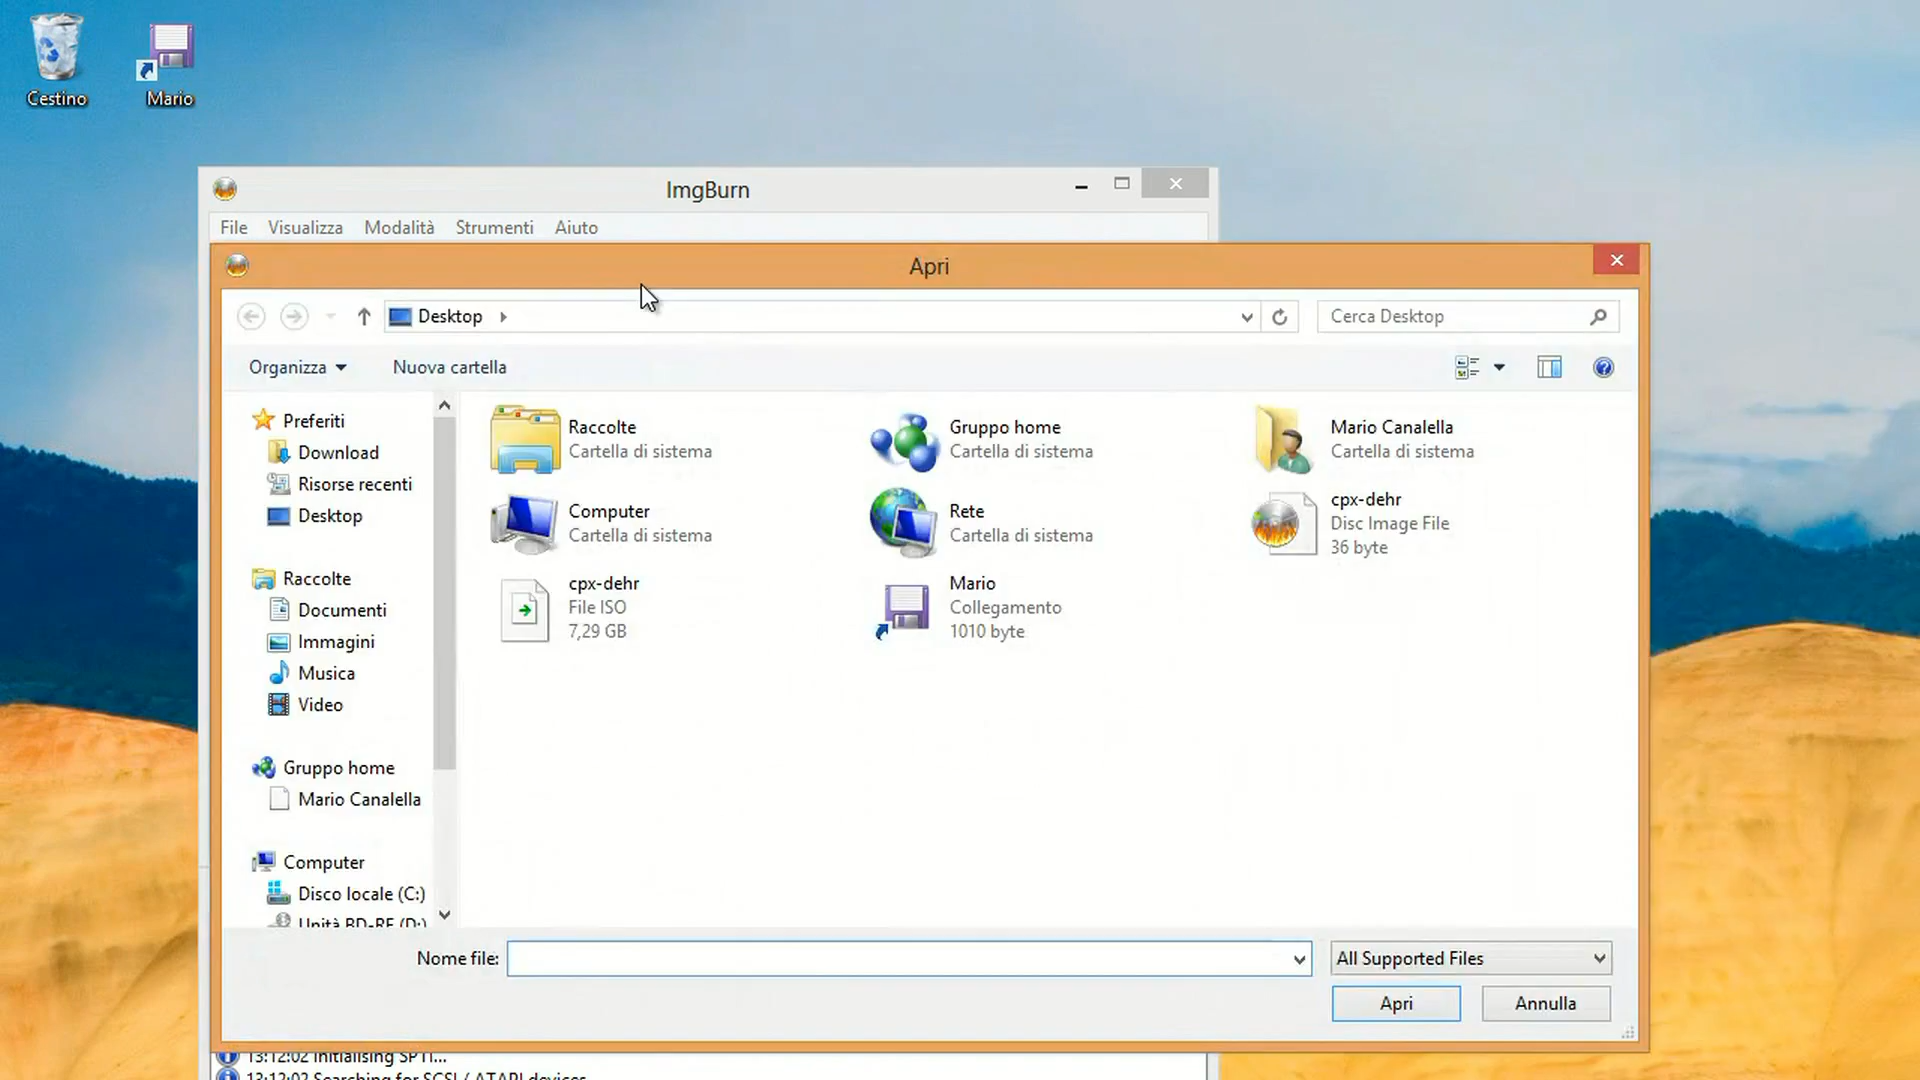 Cestino
Mario
ImgBurn
File Visualizza Modalità Strumenti Aiuto
Apri
Desktop
Cerca Desktop
Organizza
Nuova cartella
Preferiti
Download
Risorse recenti
Desktop
Raccolte
Documenti
Immagini
Musica
Video
Gruppo home
Mario Canalella
Computer
Disco locale (C:)
Unità BD-RE (D:)
Raccolte
Cartella di sistema
Gruppo home
Cartella di sistema
Mario Canalella
Cartella di sistema
Computer
Cartella di sistema
Rete
Cartella di sistema
cpx-dehr
Disc Image File
36 byte
cpx-dehr
File ISO
7,29 GB
Mario
Collegamento
1010 byte
Nome file:
All Supported Files
Apri
Annulla
13:12:02 Initialising SPTI...
13:12:02 Searching for SCSI / ATAPI devices...